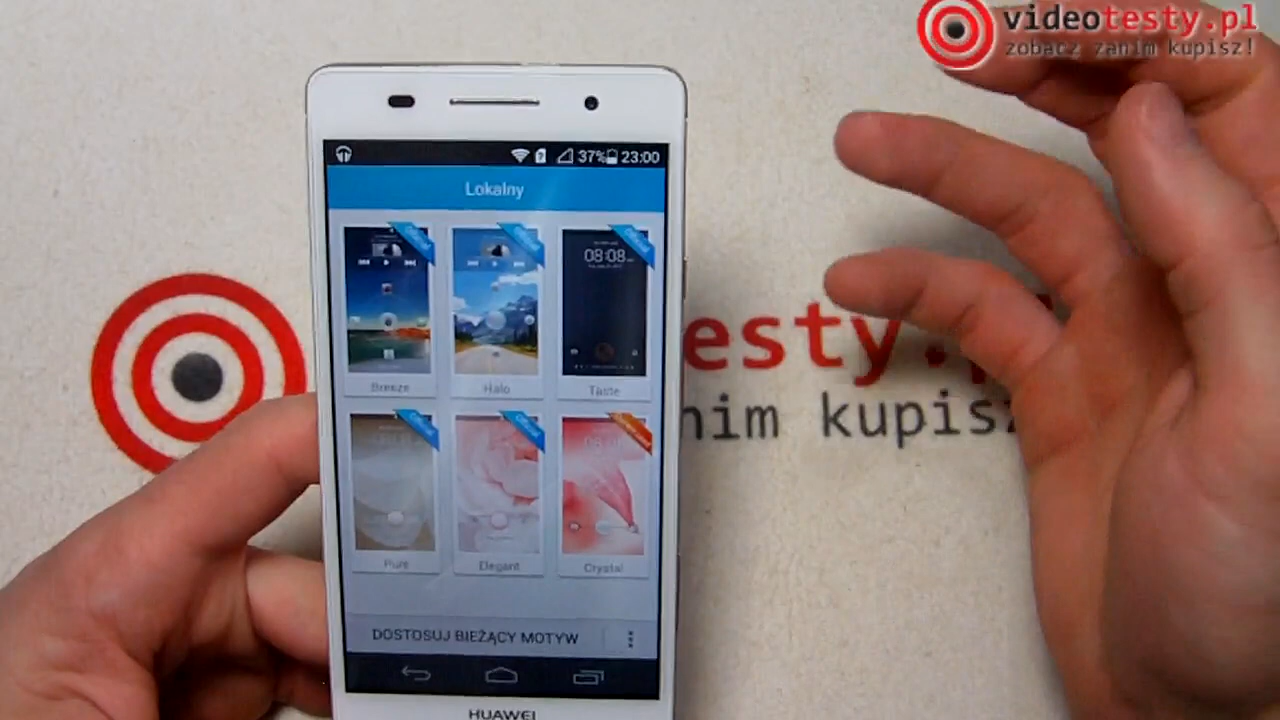 videotesty.pl
zobacz zanim kupisz!
37% 23:00
Lokalny
08:08
Breeze Halo Taste
Pure Elegant Crystal
DOSTOSUJ BIEŻĄCY MOTYW
HUAWEI
esty.
nim kupisz